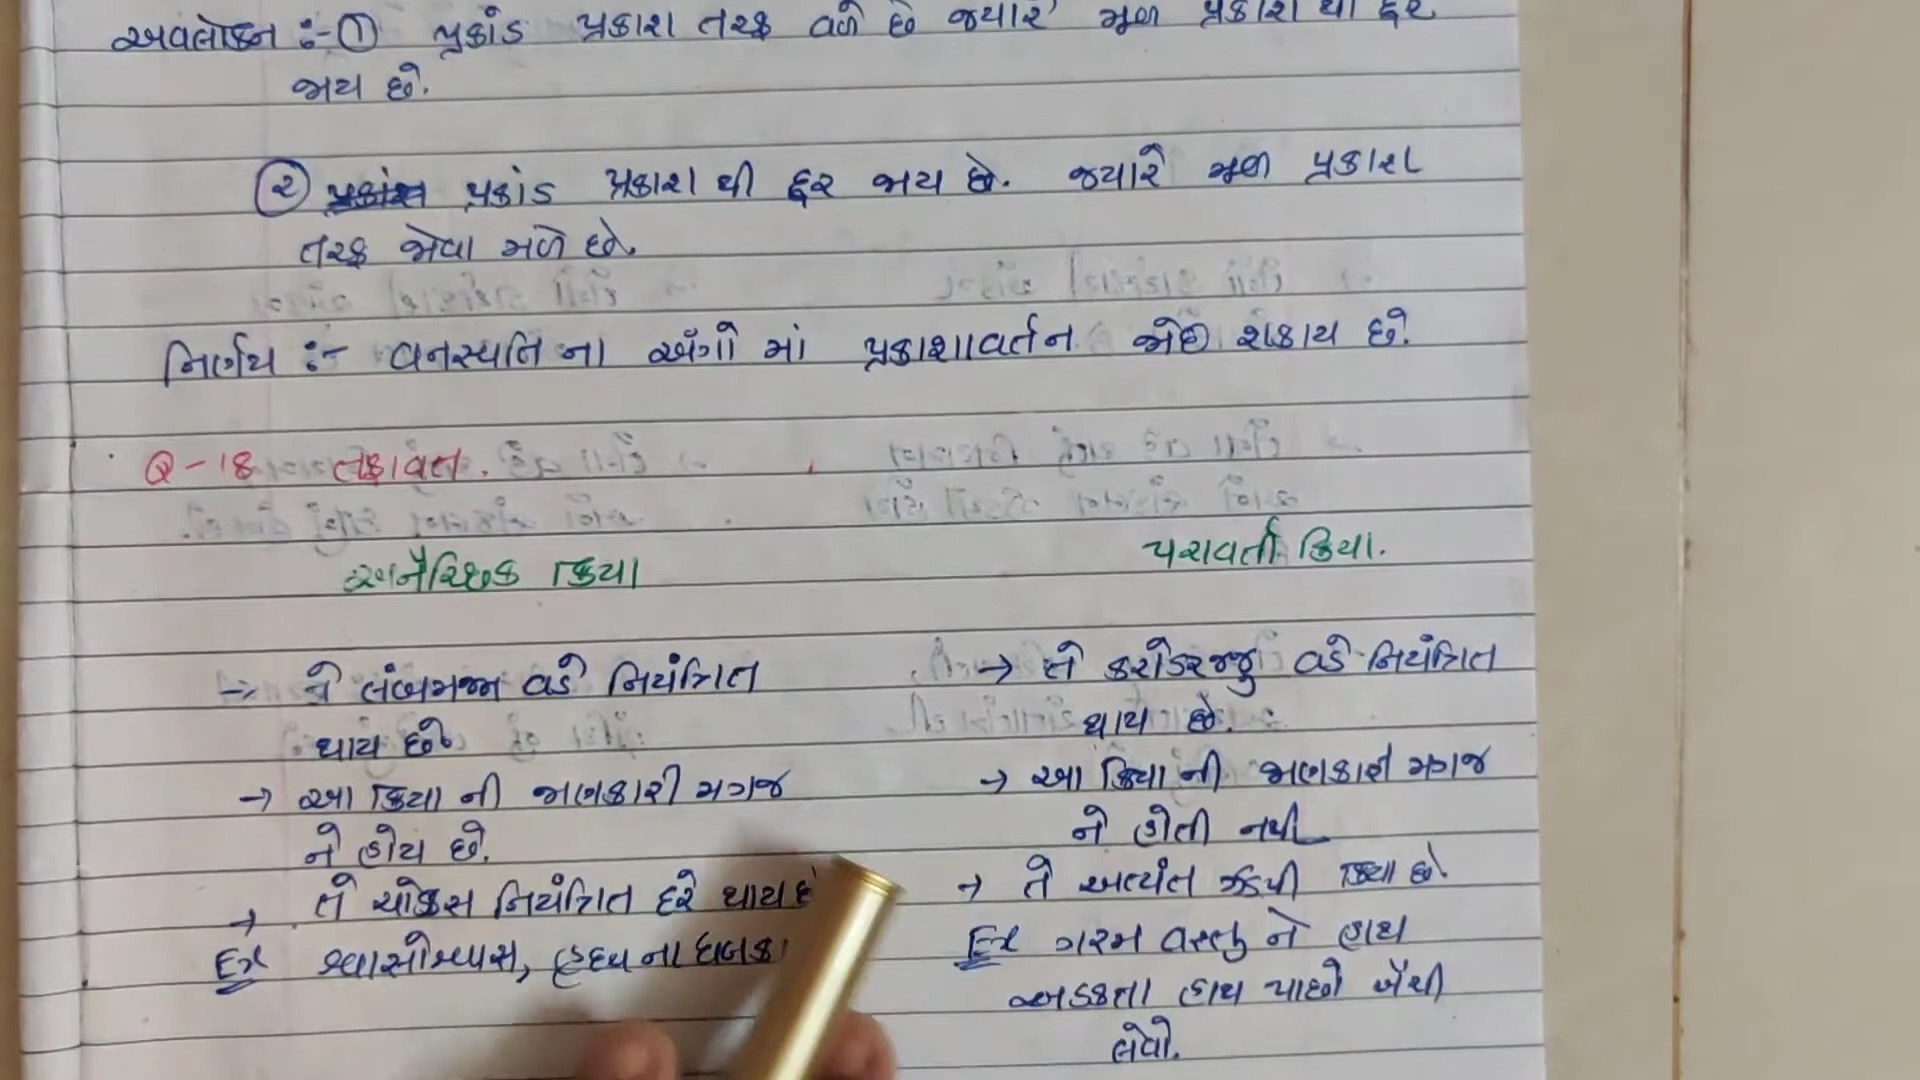 અવલોકન :- ① પ્રકાંડ પ્રકાશ તરફ વળે છે જયારે મૂળ પ્રકાશ થી દૂર
જાય છે.
② પ્રકાંડ પ્રકાશ થી દૂર જાય છે. જયારે મૂળ પ્રકાશ
તરફ જોવા મળે છે.
નિર્ણય :- વનસ્પતિ ના અંગો માં પ્રકાશાવર્તન જોઇ શકાય છે.
Q-18 તફાવત.
અનૈચ્છિક ક્રિયા
→ તે લંબમજ્જા વડે નિયંત્રિત
થાય છે.
→ આ ક્રિયા ની જાણકારી મગજ
ને હોય છે.
→ તે ચોક્કસ નિયંત્રિત દરે થાય છે
Ex શ્વાસોશ્વાસ, હૃદય ના ધબકા
પરાવર્તી ક્રિયા.
→ તે કરોડરજ્જુ વડે નિયંત્રિત
થાય છે.
→ આ ક્રિયા ની જાણકારી મગજ
ને હોતી નથી
→ તે અત્યંત ઝડપી ક્રિયા છે
Ex ગરમ વસ્તુ ને હાથ
અડકતા હાથ પાછો ખેંચી
લેવો.